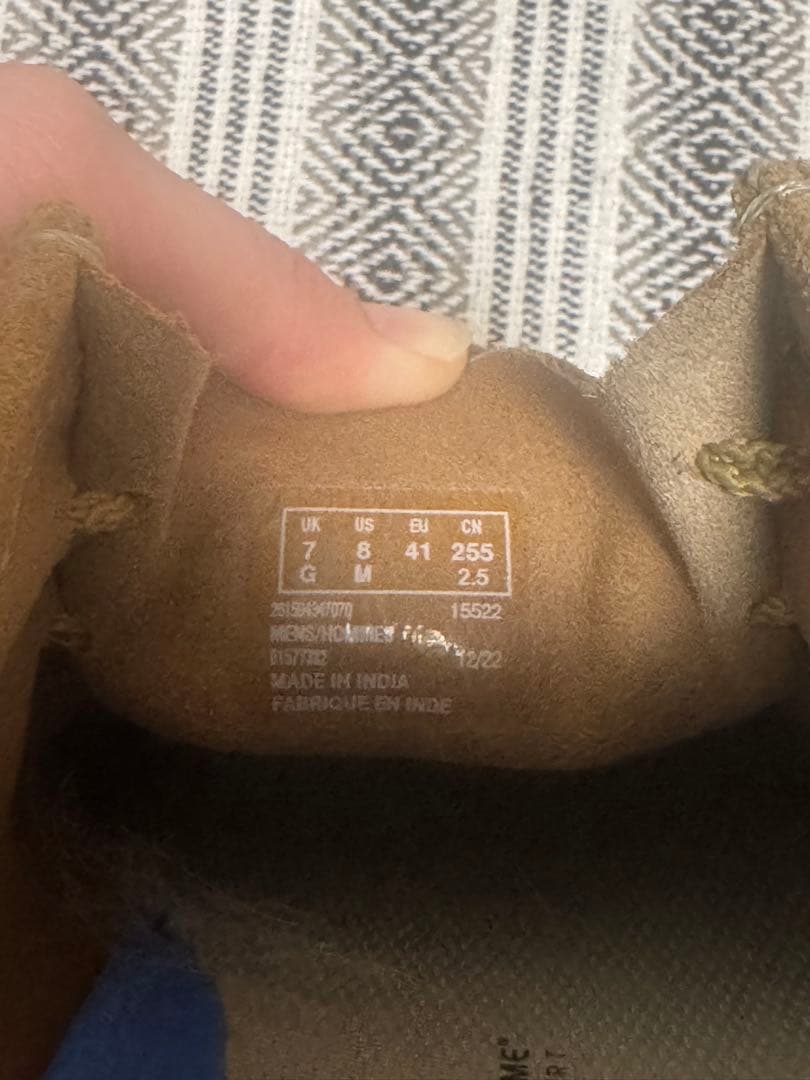 UK US EU CN
7 8 41 255
G M 2.5
15522
MENS/HOMMES
12/22
MADE IN INDIA
FABRIQUE EN INDE